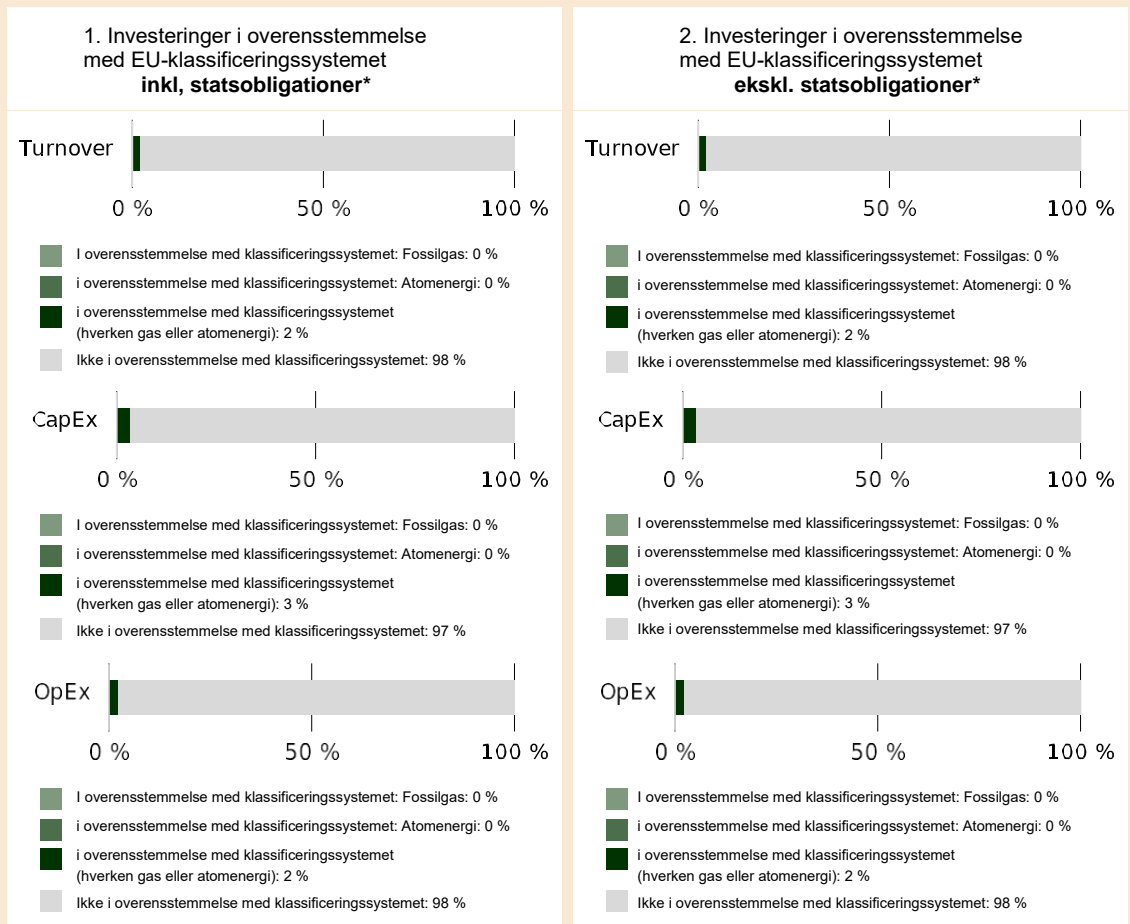 1. Investeringer i overensstemmelse
med EU-klassificeringssystemet
inkl, statsobligationer*
Turnover
0 %
50 %
100 %
I overensstemmelse med klassificeringssystemet: Fossilgas: 0 %
i overensstemmelse med klassificeringssystemet: Atomenergi: 0 %
i overensstemmelse med klassificeringssystemet
(hverken gas eller atomenergi): 2 %
Ikke i overensstemmelse med klassificeringssystemet: 98 %
CapEx
0 %
50 %
100 %
I overensstemmelse med klassificeringssystemet: Fossilgas: 0 %
i overensstemmelse med klassificeringssystemet: Atomenergi: 0 %
i overensstemmelse med klassificeringssystemet
(hverken gas eller atomenergi): 3 %
Ikke i overensstemmelse med klassificeringssystemet: 97 %
OpEx
0 %
50 %
100 %
I overensstemmelse med klassificeringssystemet: Fossilgas: 0 %
i overensstemmelse med klassificeringssystemet: Atomenergi: 0 %
i overensstemmelse med klassificeringssystemet
(hverken gas eller atomenergi): 2 %
Ikke i overensstemmelse med klassificeringssystemet: 98 %
2. Investeringer i overensstemmelse
med EU-klassificeringssystemet
ekskl. statsobligationer*
Turnover
0 %
50 %
100 %
I overensstemmelse med klassificeringssystemet: Fossilgas: 0 %
i overensstemmelse med klassificeringssystemet: Atomenergi: 0 %
i overensstemmelse med klassificeringssystemet
(hverken gas eller atomenergi): 2 %
Ikke i overensstemmelse med klassificeringssystemet: 98 %
CapEx
0 %
50 %
100 %
I overensstemmelse med klassificeringssystemet: Fossilgas: 0 %
i overensstemmelse med klassificeringssystemet: Atomenergi: 0 %
i overensstemmelse med klassificeringssystemet
(hverken gas eller atomenergi): 3 %
Ikke i overensstemmelse med klassificeringssystemet: 97 %
OpEx
0 %
50 %
100 %
I overensstemmelse med klassificeringssystemet: Fossilgas: 0 %
i overensstemmelse med klassificeringssystemet: Atomenergi: 0 %
i overensstemmelse med klassificeringssystemet
(hverken gas eller atomenergi): 2 %
Ikke i overensstemmelse med klassificeringssystemet: 98 %